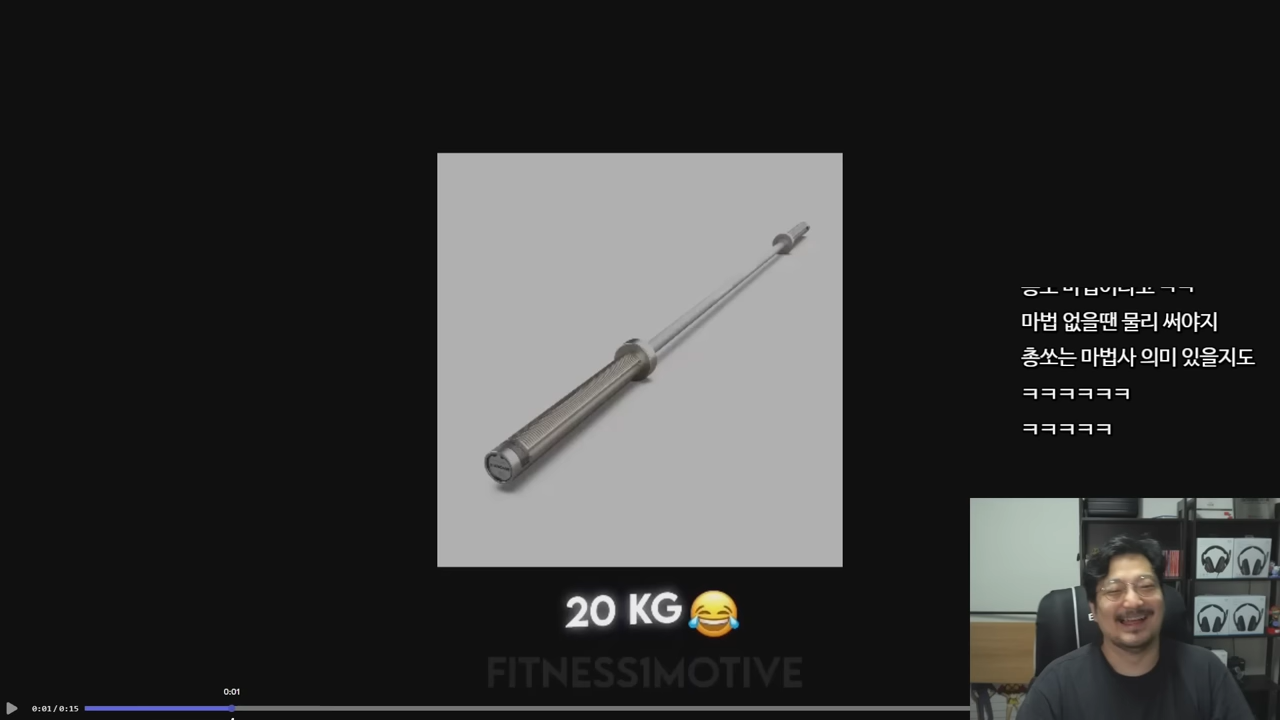 마법 없을땐 물리 써야지
총쏘는 마법사 의미 있을지도
ㅋㅋㅋㅋㅋㅋ
ㅋㅋㅋㅋㅋ
20 KG😂
FITNESS1MOTIVE
0:01
0:01/0:15